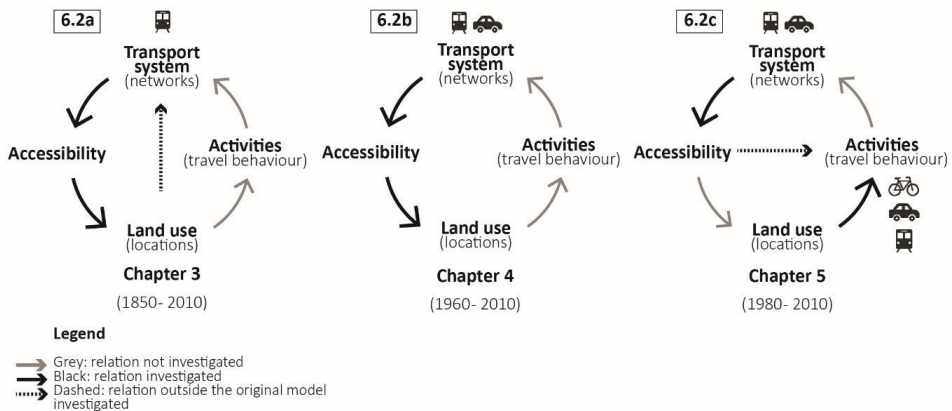 6.2a
Transport
system
(networks)
Accessibility
Activities
(travel behaviour)
Land use
(locations)
Chapter 3
(1850- 2010)
6.2b
Transport
system
(networks)
Accessibility
Activities
(travel behaviour)
Land use
(locations)
Chapter 4
(1960- 2010)
6.2c
Transport
system
(networks)
Accessibility
Activities
(travel behaviour)
Land use
(locations)
Chapter 5
(1980- 2010)
Legend
Grey: relation not investigated
Black: relation investigated
Dashed: relation outside the original model
investigated